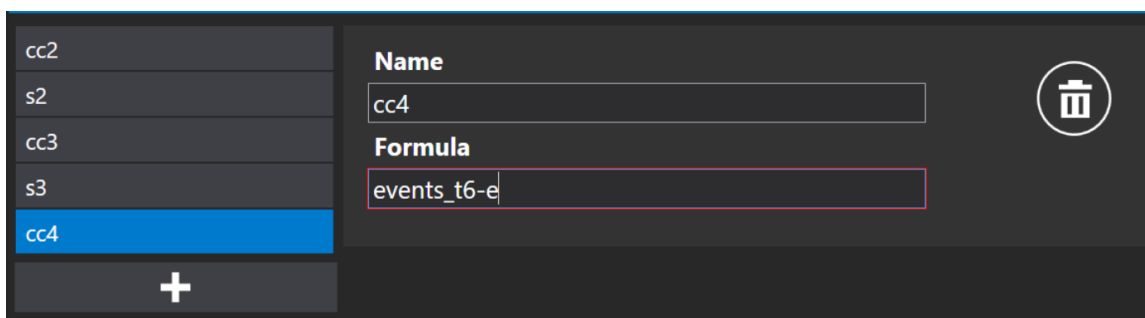 cc2
s2
cc3
s3
cc4
Name
cc4
Formula
events_t6-e